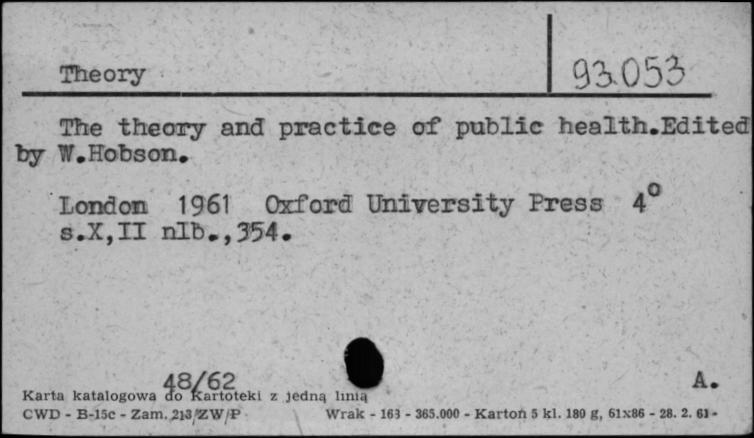 Theory 93.053
The theory and practice of public health.Edited
by W.Hobson.
London 1961 Oxford University Press 4°
s.X,II nlb.,354.
48/62 A.
Karta katalogowa do Kartoteki z jedną linią
CWD - B-15c - Zam. 213/ZW/P Wrak - 163 - 365.000 - Karton 5 kl. 180 g, 61x86 - 28. 2. 61 -